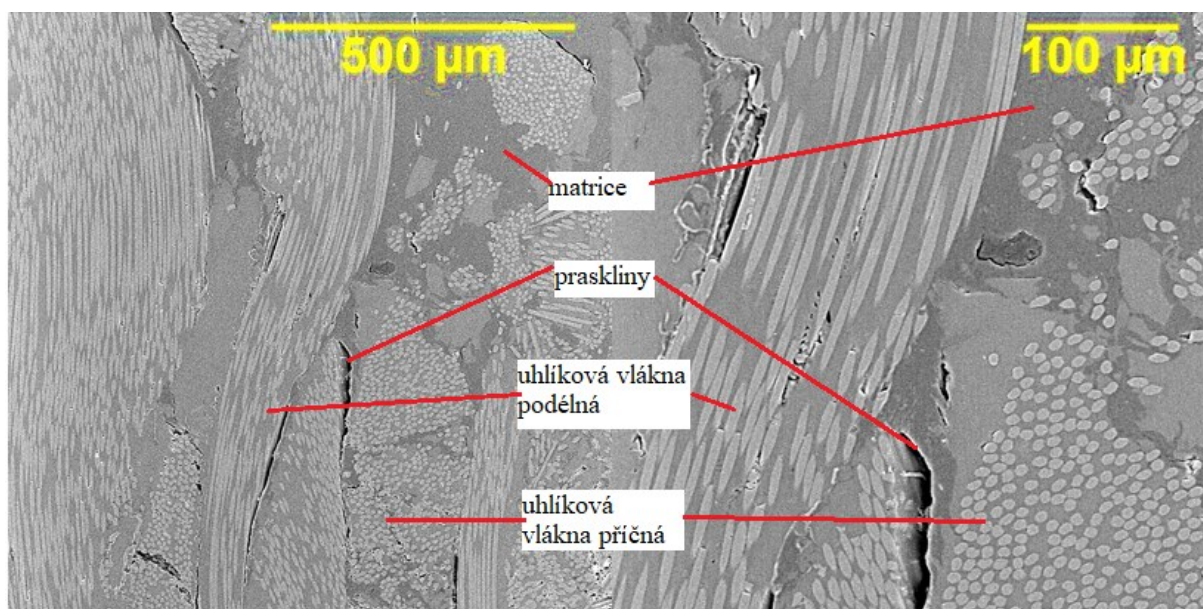 500 µm
100 µm
matrice
praskliny
uhlíková vlákna
podélná
uhlíková
vlákna příčná